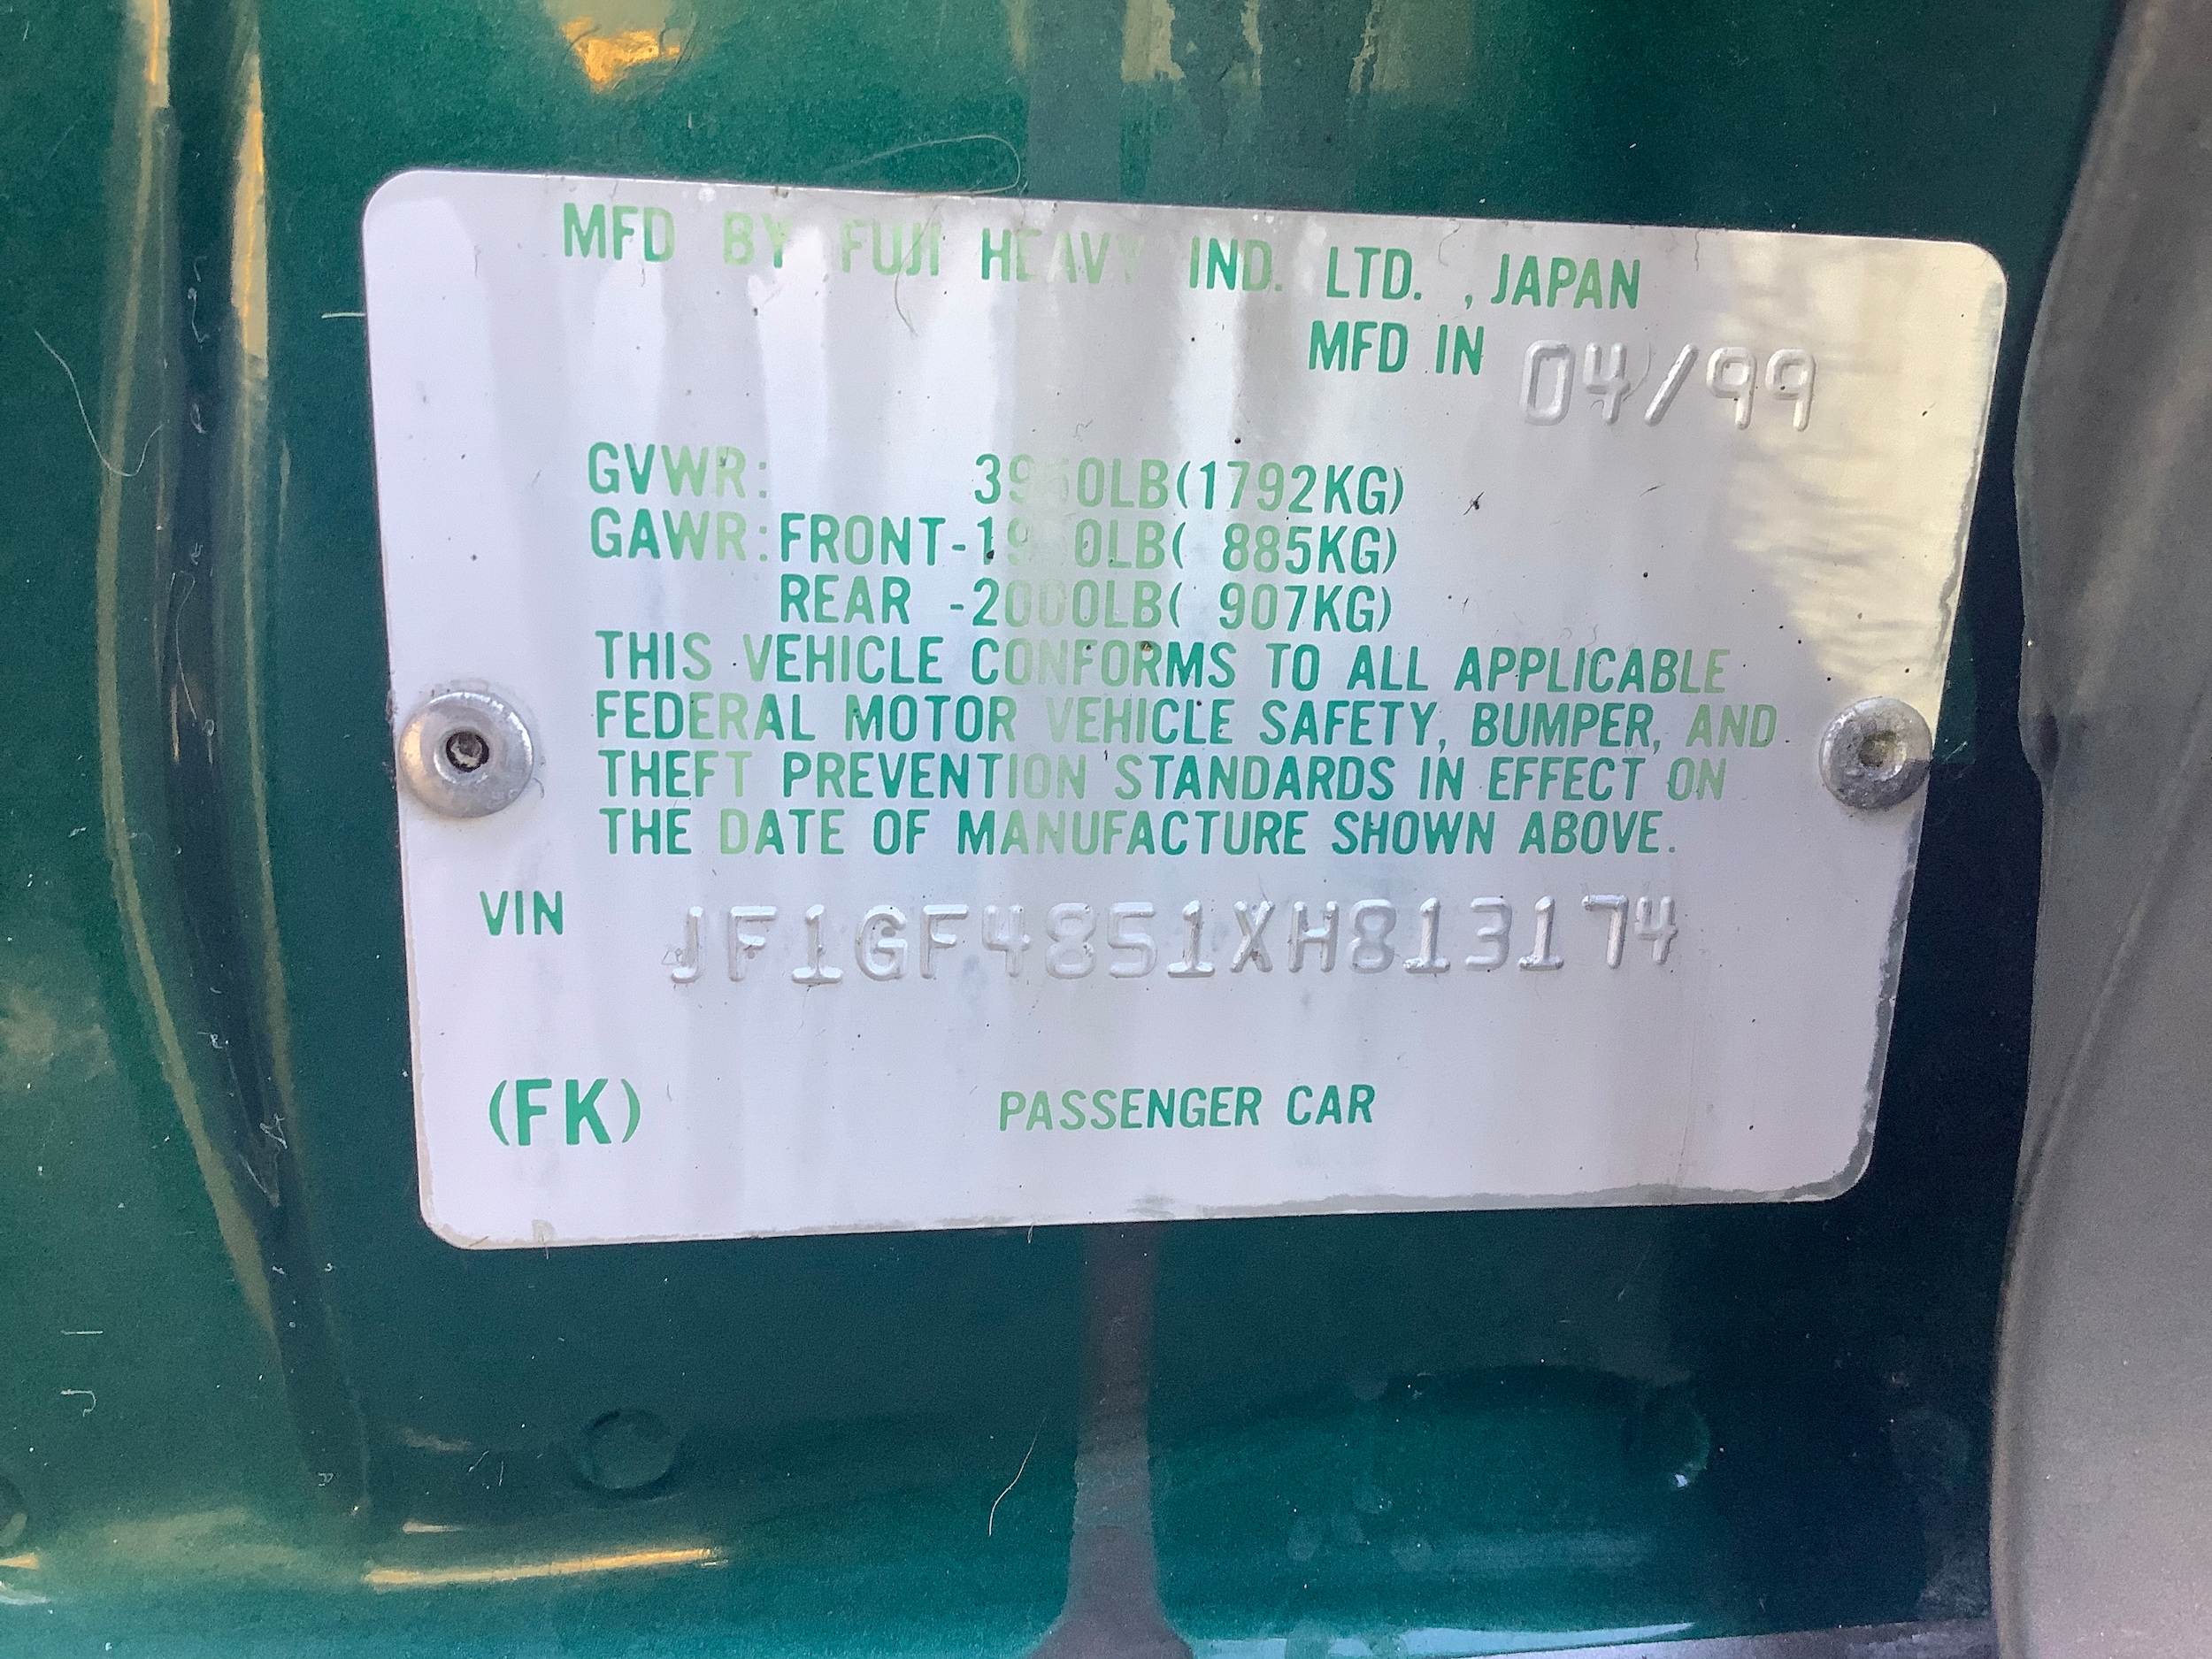 MFD BY FUJI HEAVY IND. LTD. , JAPAN
MFD IN 04/99
GVWR: 3950LB(1792KG)
GAWR:FRONT-1950LB( 885KG)
REAR -2000LB( 907KG)
THIS VEHICLE CONFORMS TO ALL APPLICABLE
FEDERAL MOTOR VEHICLE SAFETY, BUMPER, AND
THEFT PREVENTION STANDARDS IN EFFECT ON
THE DATE OF MANUFACTURE SHOWN ABOVE.
VIN JF1GF4851XH813174
(FK) PASSENGER CAR